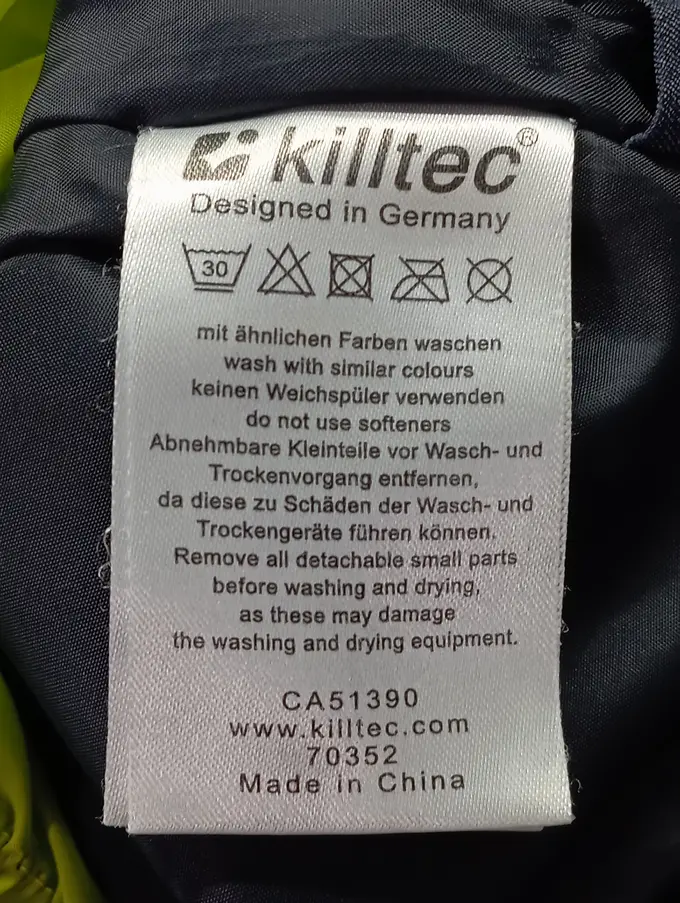 killtec®
Designed in Germany
30
mit ähnlichen Farben waschen
wash with similar colours
keinen Weichspüler verwenden
do not use softeners
Abnehmbare Kleinteile vor Wasch- und
Trockenvorgang entfernen,
da diese zu Schäden der Wasch- und
Trockengeräte führen können.
Remove all detachable small parts
before washing and drying,
as these may damage
the washing and drying equipment.
CA51390
www.killtec.com
70352
Made in China